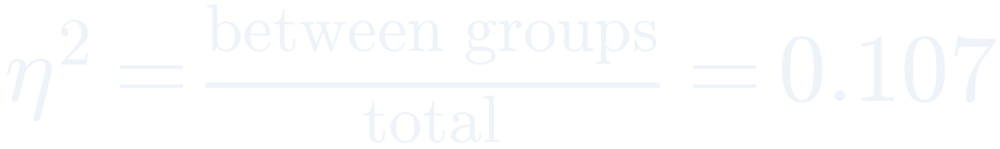 η² = between groups / total = 0.107